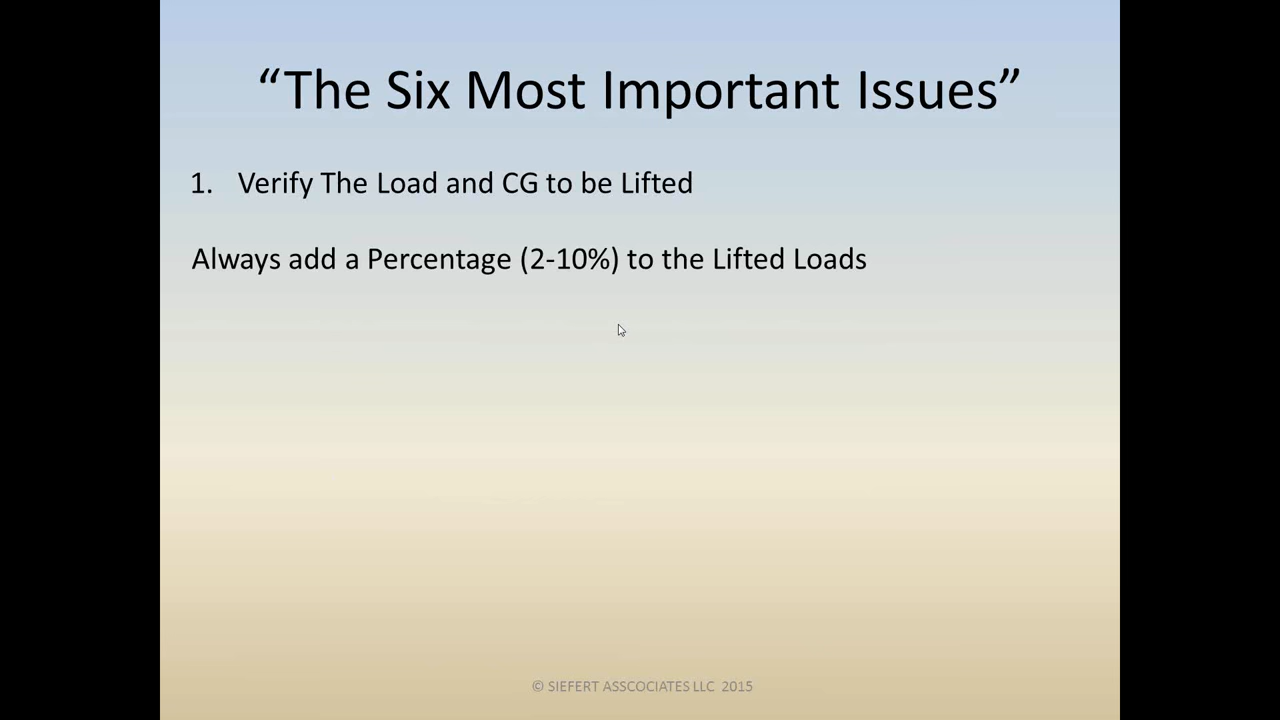 “The Six Most Important Issues”
1. Verify The Load and CG to be Lifted
Always add a Percentage (2-10%) to the Lifted Loads
© SIEFERT ASSCOCIATES LLC 2015